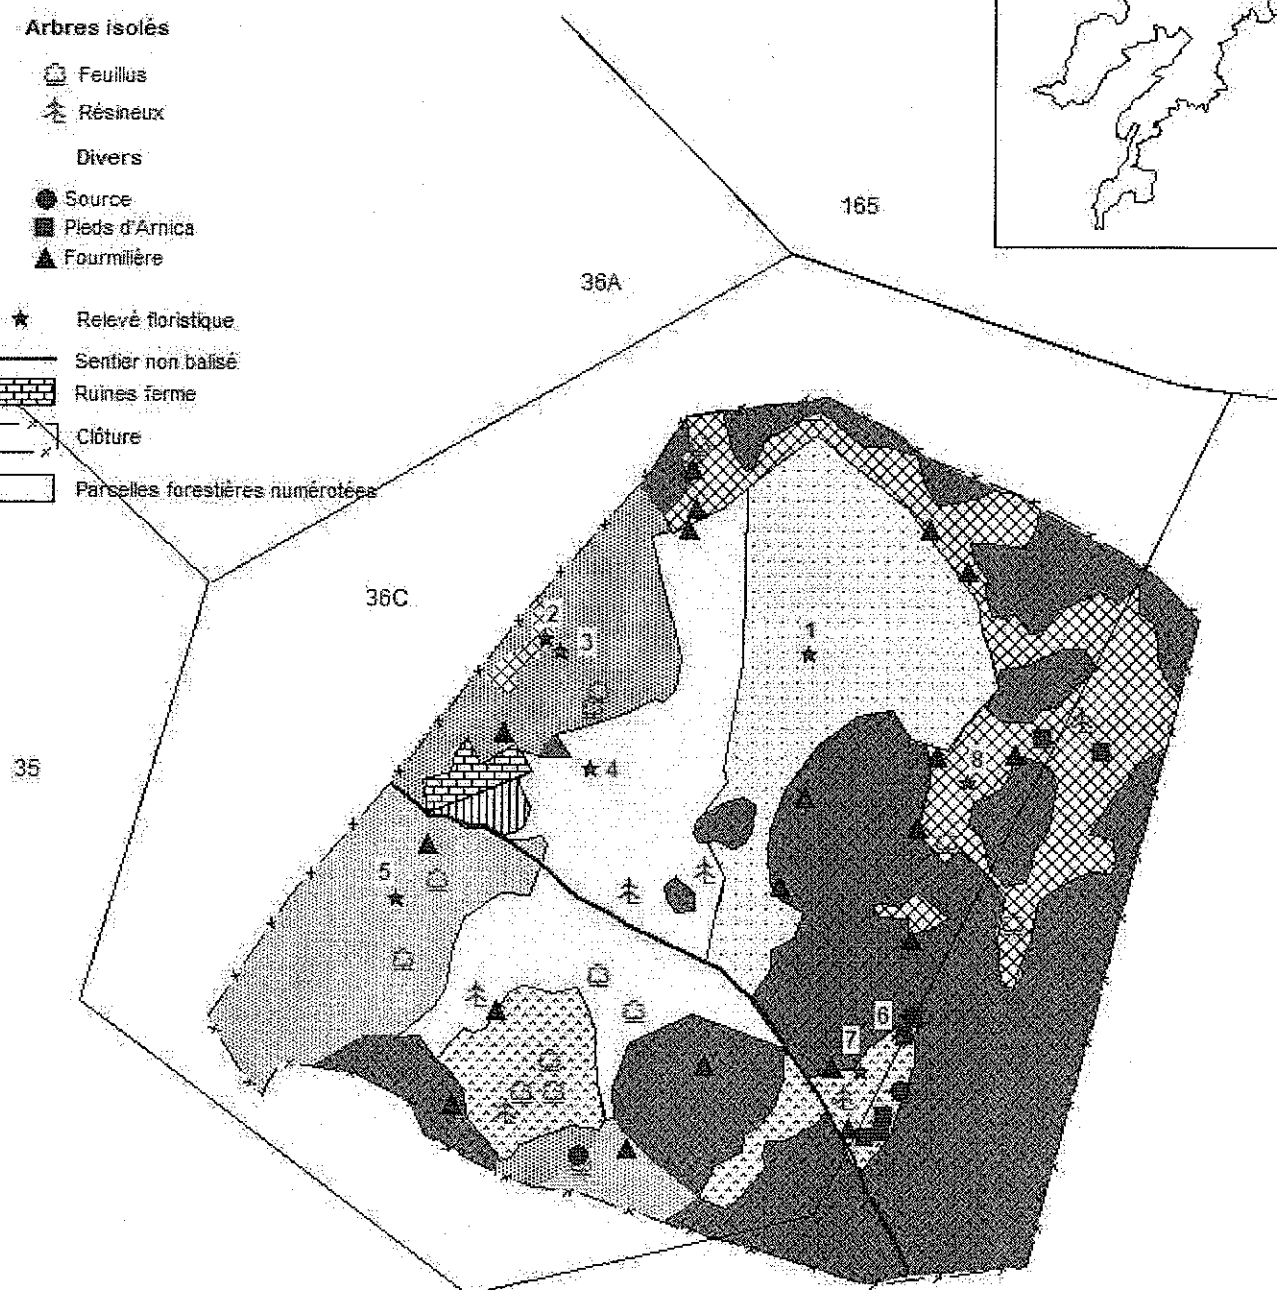 Arbres isolés
Feuillus
Résineux
Divers
Source
Pieds d'Arnica
Fourmilière
Relevé floristique
Sentier non balisé
Ruines ferme
Clôture
Parcelles forestières numérotées
165
36A
36C
35
1
2
3
4
5
6
7
8